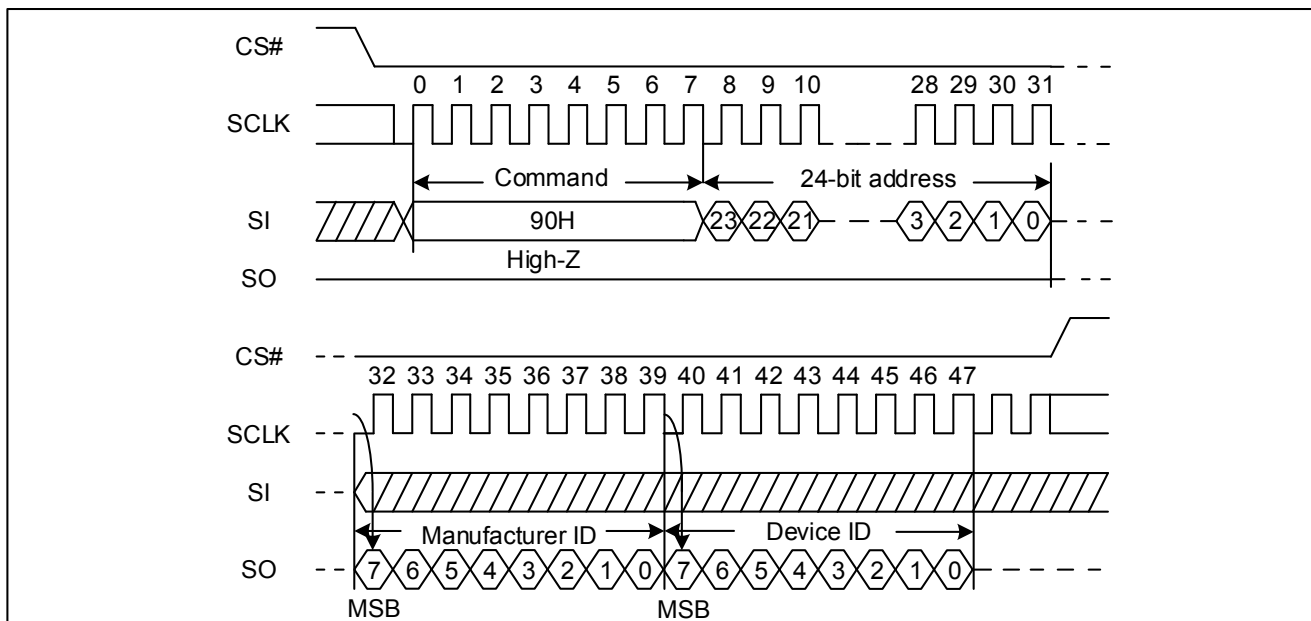 CS#
0 1 2 3 4 5 6 7 8 9 10 28 29 30 31
SCLK
Command 24-bit address
SI 90H 23 22 21 3 2 1 0
High-Z
SO
CS#
32 33 34 35 36 37 38 39 40 41 42 43 44 45 46 47
SCLK
SI
Manufacturer ID Device ID
SO 7 6 5 4 3 2 1 0 7 6 5 4 3 2 1 0
MSB MSB